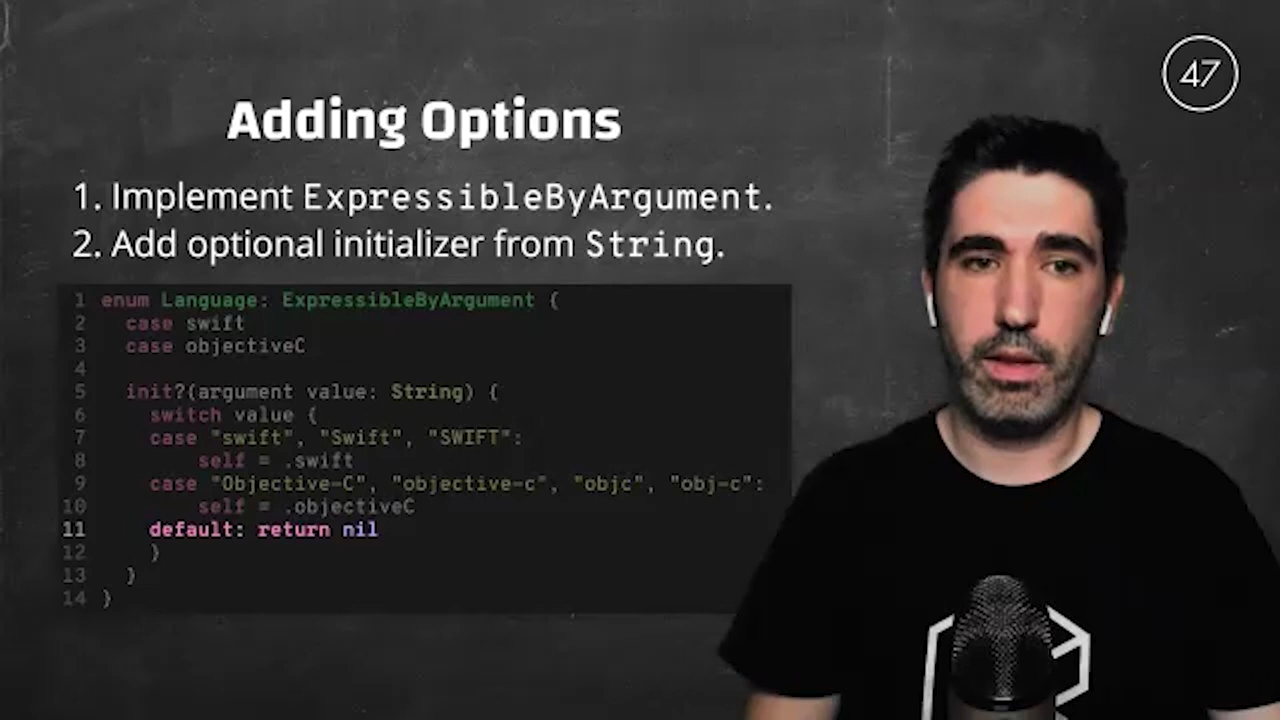 47
Adding Options
1. Implement ExpressibleByArgument.
2. Add optional initializer from String.
1 enum Language: ExpressibleByArgument {
2   case swift
3   case objectiveC
4
5   init?(argument value: String) {
6     switch value {
7     case "swift", "Swift", "SWIFT":
8         self = .swift
9     case "Objective-C", "objective-c", "objc", "obj-c":
10         self = .objectiveC
11     default: return nil
12     }
13   }
14 }